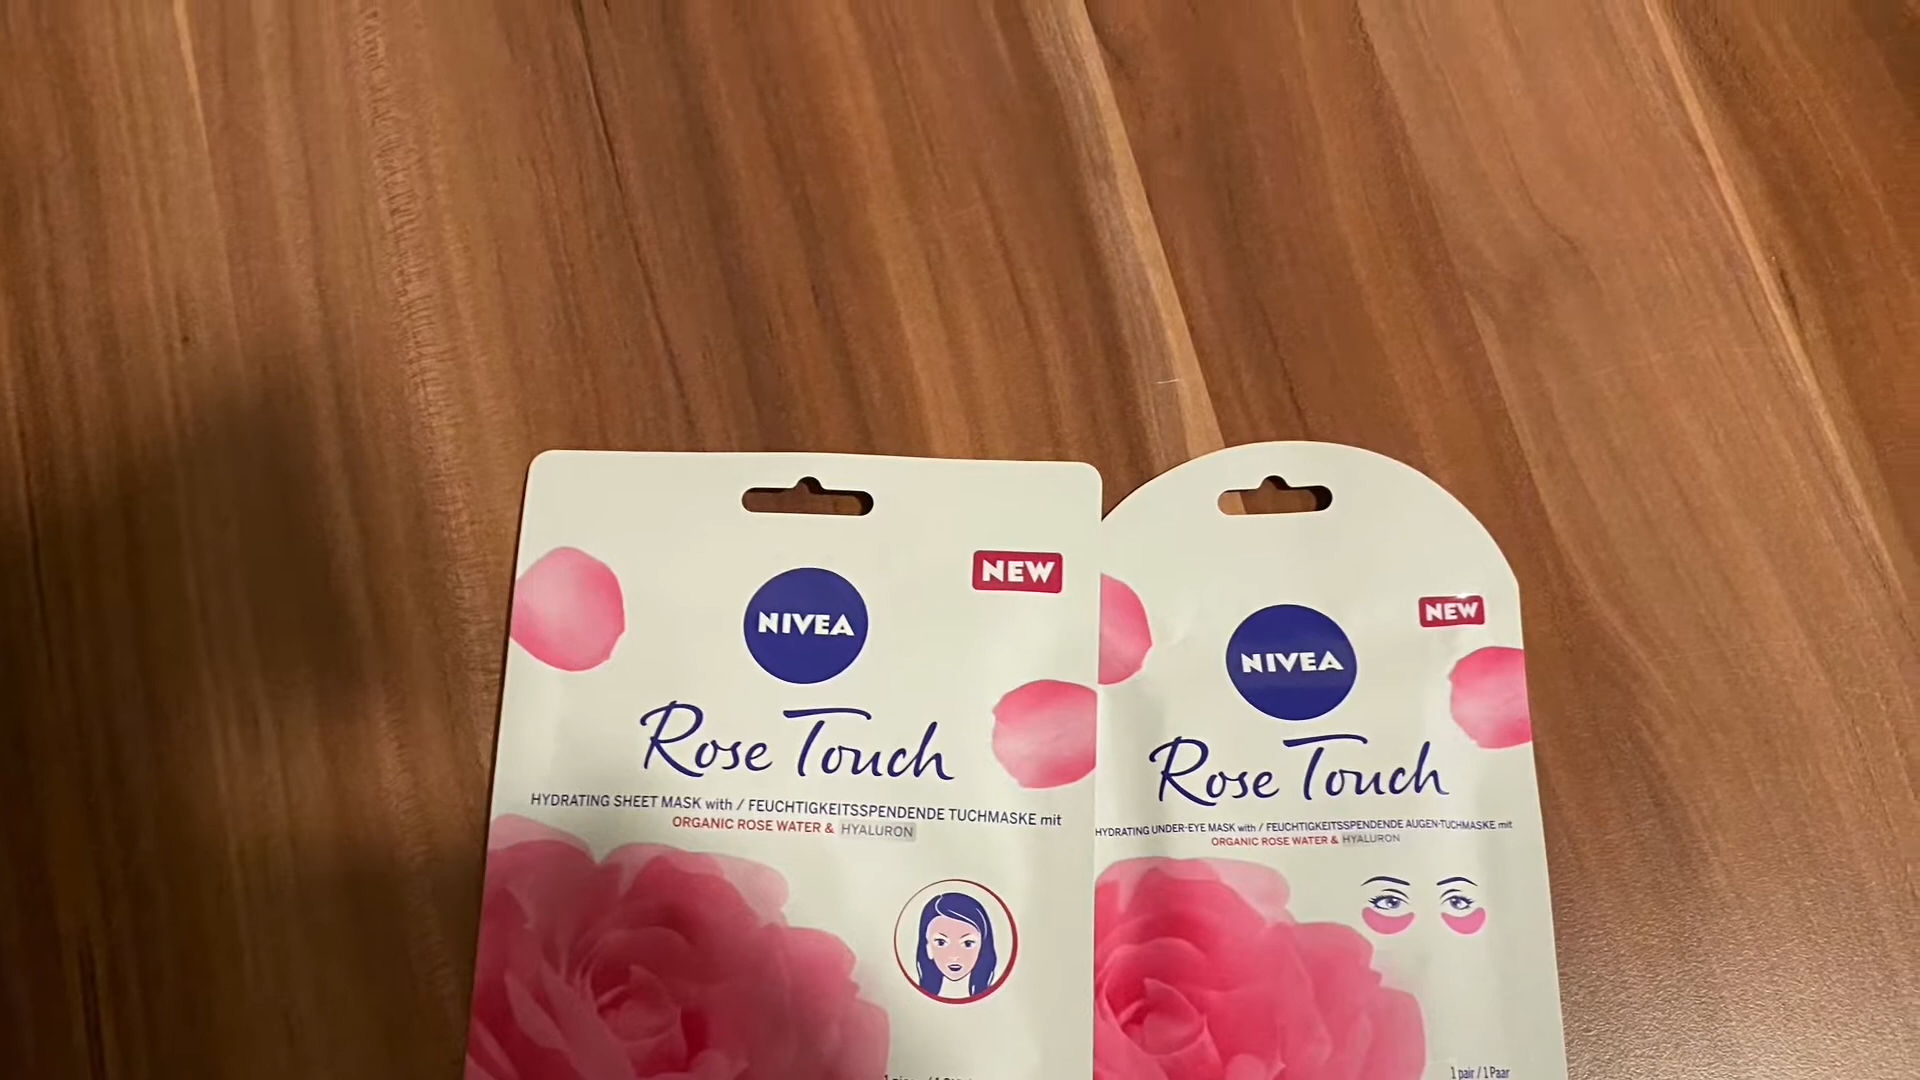 NEW
NIVEA
Rose Touch
HYDRATING SHEET MASK with / FEUCHTIGKEITSSPENDENDE TUCHMASKE mit
ORGANIC ROSE WATER & HYALURON
NEW
NIVEA
Rose Touch
HYDRATING UNDER-EYE MASK with / FEUCHTIGKEITSSPENDENDE AUGEN-TUCHMASKE mit
ORGANIC ROSE WATER & HYALURON
1 pair / 1 Paar